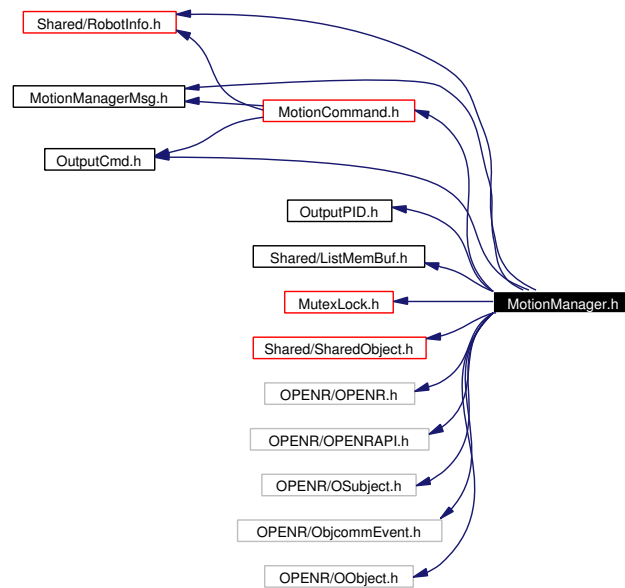 Shared/RobotInfo.h
MotionManagerMsg.h
MotionCommand.h
OutputCmd.h
OutputPID.h
Shared/ListMemBuf.h
MutexLock.h
MotionManager.h
Shared/SharedObject.h
OPENR/OPENR.h
OPENR/OPENRAPI.h
OPENR/OSubject.h
OPENR/ObjcommEvent.h
OPENR/OObject.h